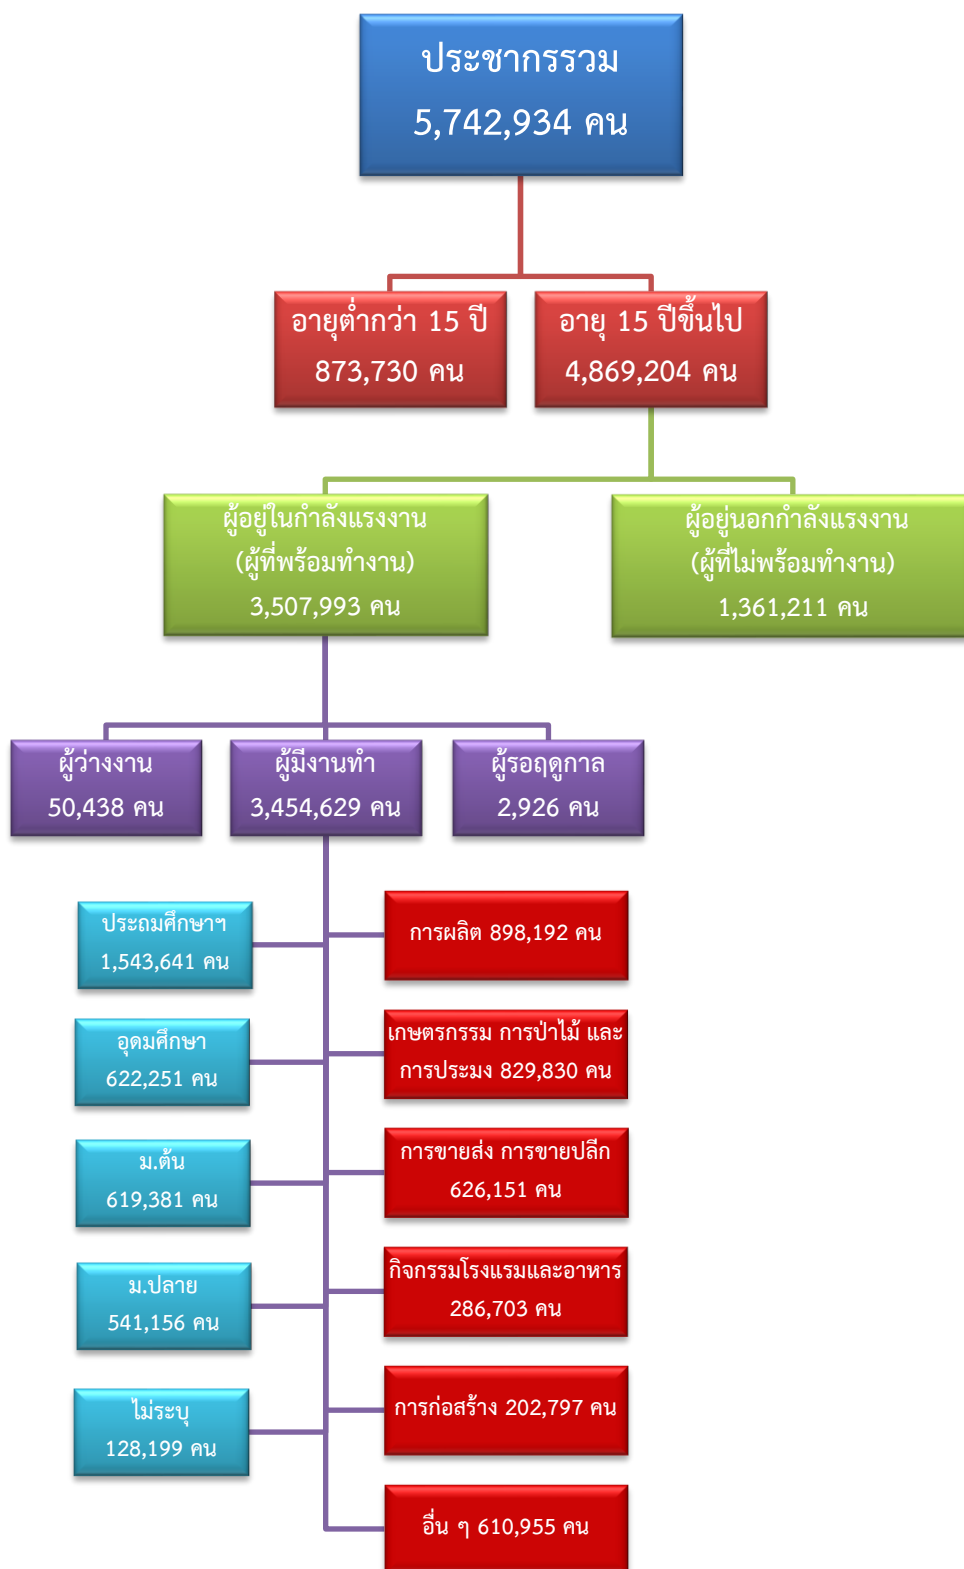 ประชากรรวม
5,742,934 คน
อายุต่ำกว่า 15 ปี
873,730 คน
อายุ 15 ปีขึ้นไป
4,869,204 คน
ผู้อยู่ในกำลังแรงงาน
(ผู้ที่พร้อมทำงาน)
3,507,993 คน
ผู้อยู่นอกกำลังแรงงาน
(ผู้ที่ไม่พร้อมทำงาน)
1,361,211 คน
ผู้ว่างงาน
50,438 คน
ผู้มีงานทำ
3,454,629 คน
ผู้รอฤดูกาล
2,926 คน
ประถมศึกษาฯ
1,543,641 คน
อุดมศึกษา
622,251 คน
ม.ต้น
619,381 คน
ม.ปลาย
541,156 คน
ไม่ระบุ
128,199 คน
การผลิต 898,192 คน
เกษตรกรรม การป่าไม้ และ
การประมง 829,830 คน
การขายส่ง การขายปลีก
626,151 คน
กิจกรรมโรงแรมและอาหาร
286,703 คน
การก่อสร้าง 202,797 คน
อื่น ๆ 610,955 คน